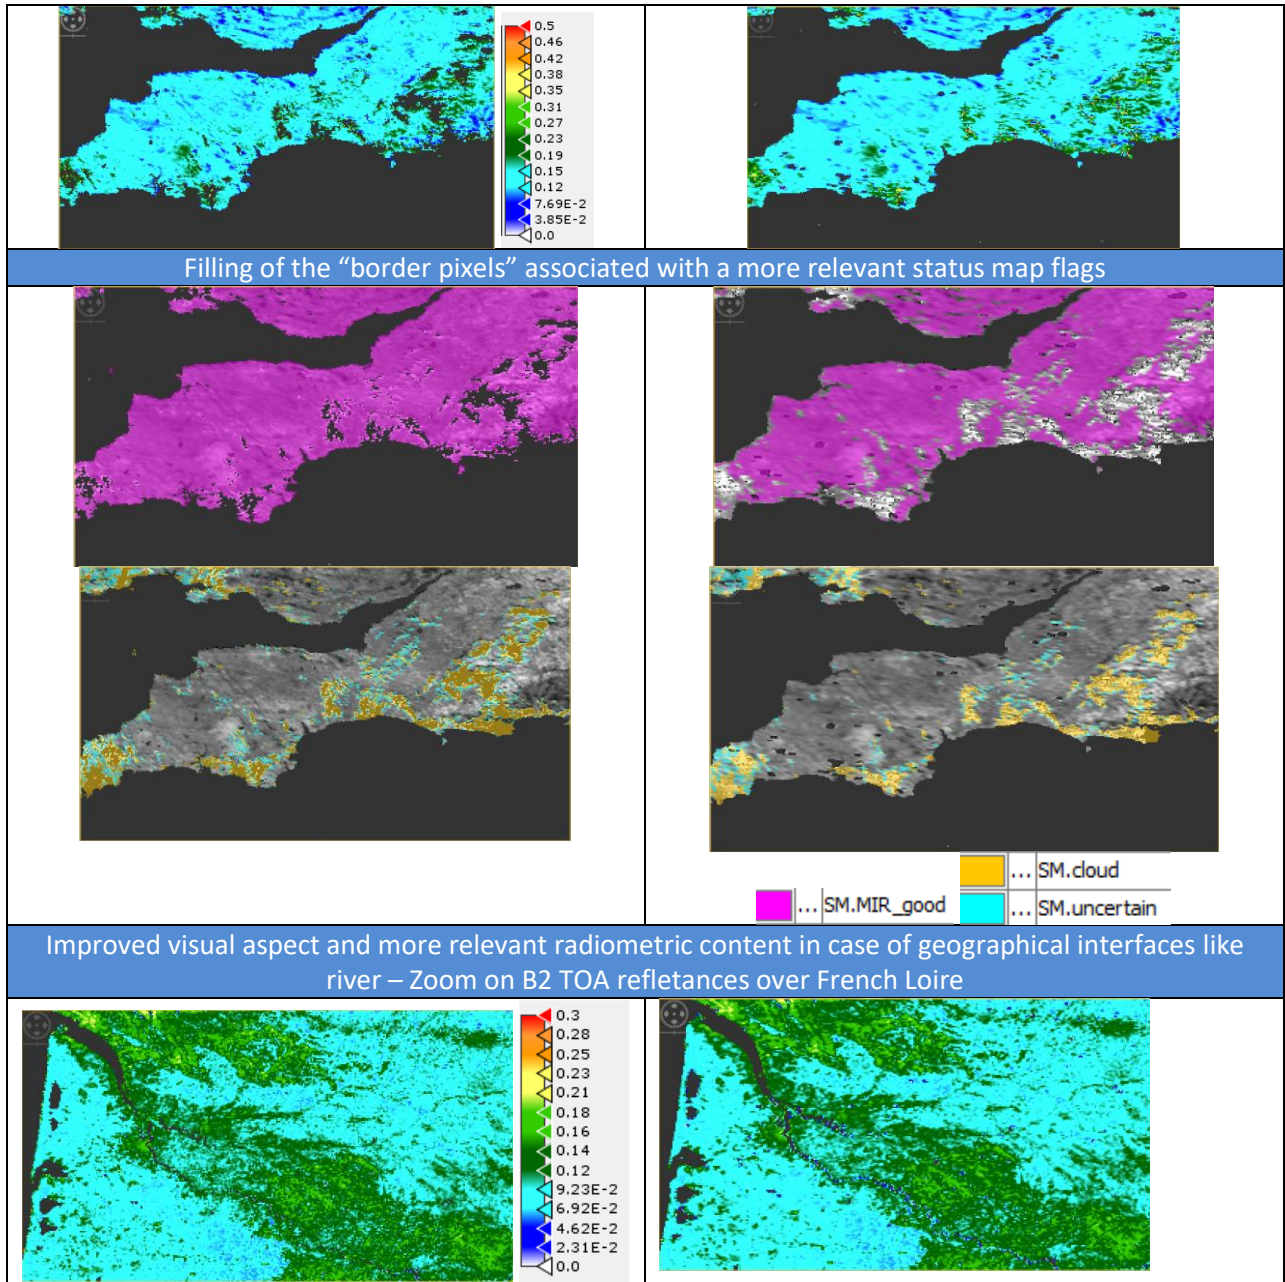 0.5
0.46
0.42
0.38
0.35
0.31
0.27
0.23
0.19
0.15
0.12
7.69E-2
3.85E-2
0.0
Filling of the “border pixels” associated with a more relevant status map flags
... SM.cloud
... SM.MIR_good
... SM.uncertain
Improved visual aspect and more relevant radiometric content in case of geographical interfaces like
river – Zoom on B2 TOA refletances over French Loire
0.3
0.28
0.25
0.23
0.21
0.18
0.16
0.14
0.12
9.23E-2
6.92E-2
4.62E-2
2.31E-2
0.0